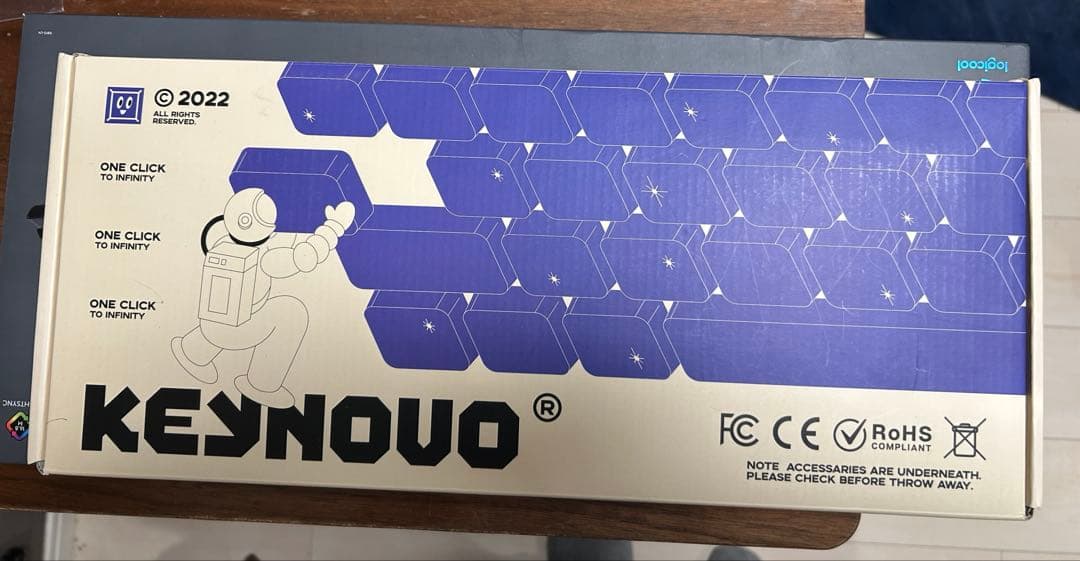 logicool
© 2022
ALL RIGHTS
RESERVED.
ONE CLICK
TO INFINITY
ONE CLICK
TO INFINITY
ONE CLICK
TO INFINITY
KEYNOVO®
FC CE RoHS
COMPLIANT
NOTE ACCESSARIES ARE UNDERNEATH.
PLEASE CHECK BEFORE THROW AWAY.
HTSYNC